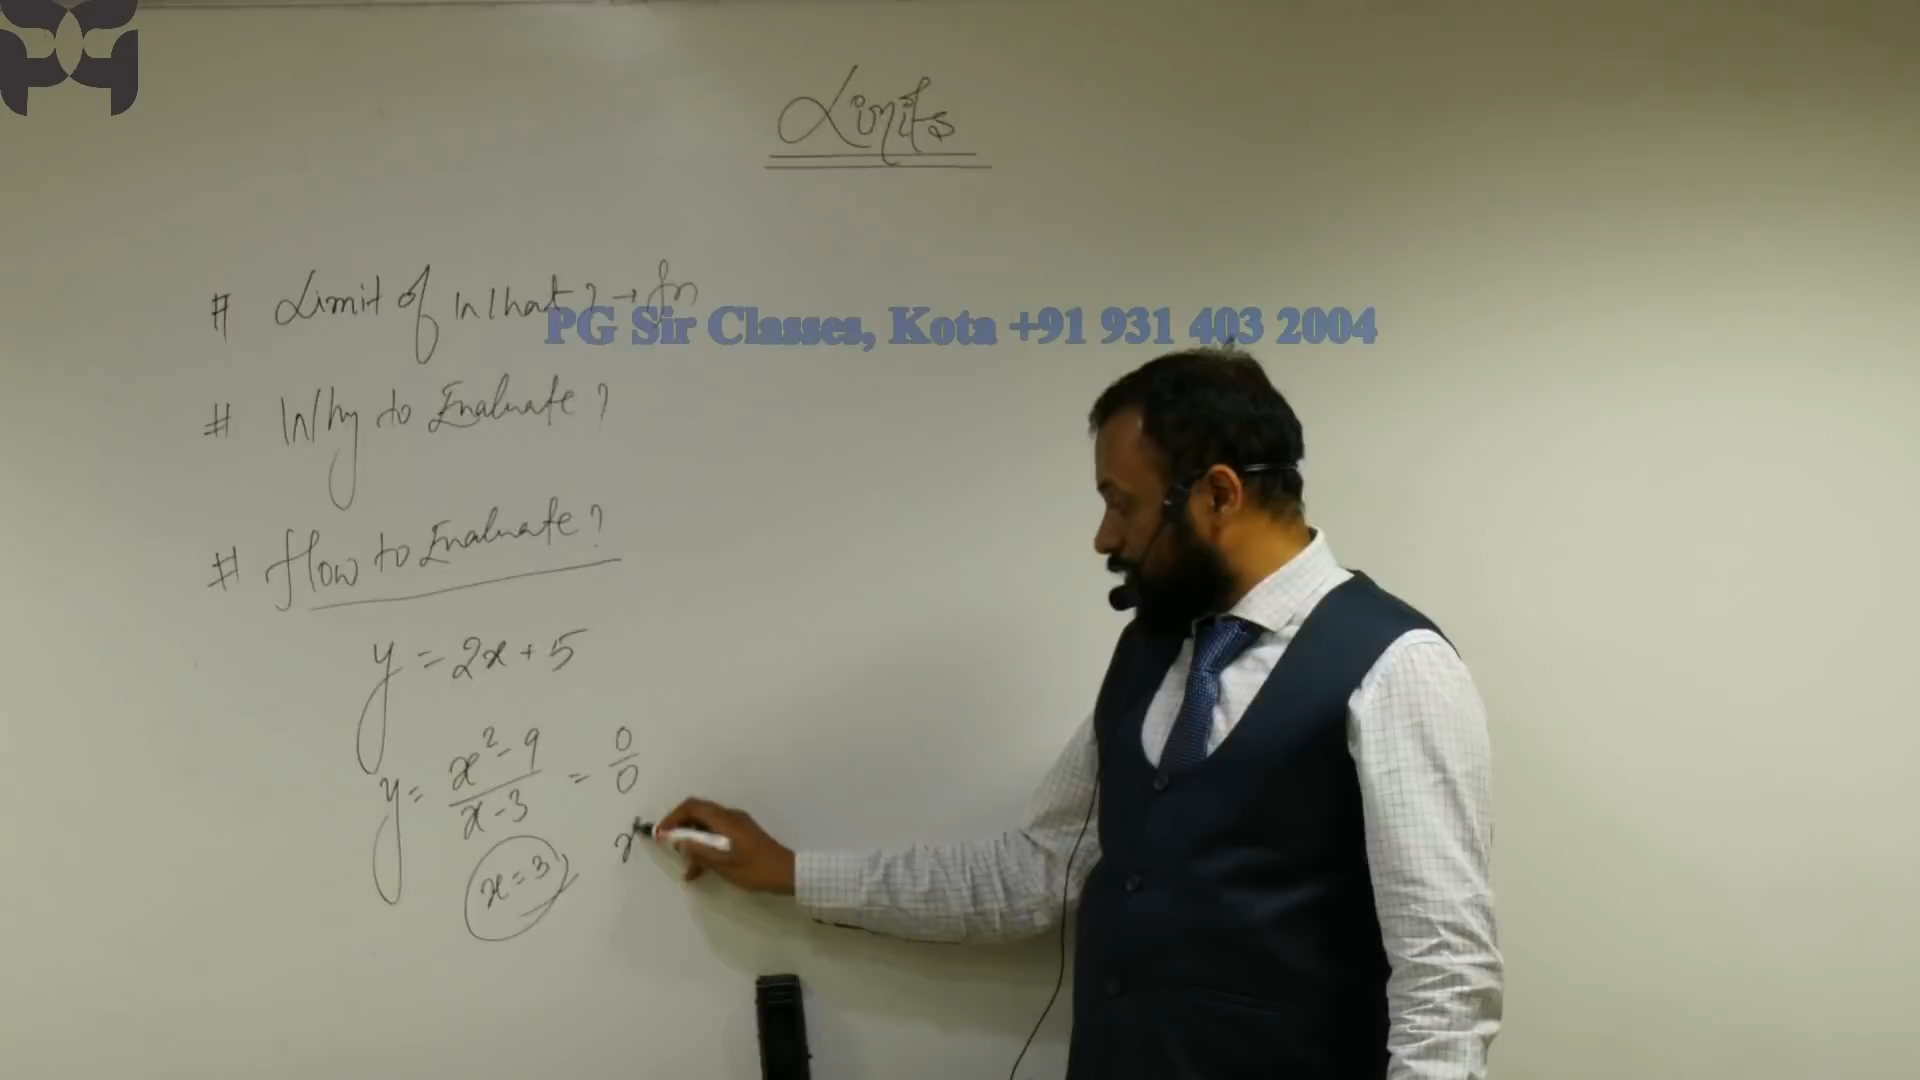 Limits
# Limit of What? → fn
PG Sir Classes, Kota +91 931 403 2004
# Why to Evaluate?
# How to Evaluate?
y = 2x + 5
y = x² - 9 / x - 3 = 0/0
x = 3
x